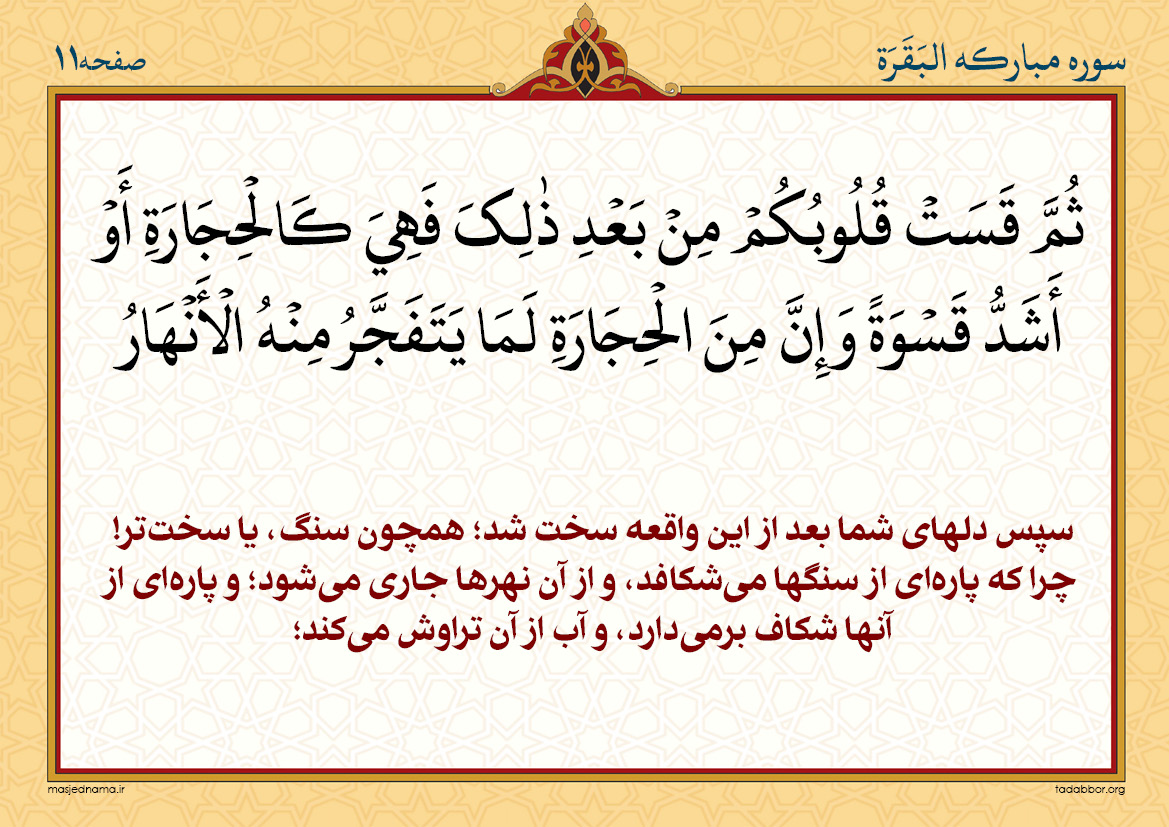 سوره مبارکه البَقَرَة
صفحه۱۱
ثُمَّ قَسَتْ قُلُوبُكُمْ مِنْ بَعْدِ ذٰلِکَ فَهِيَ كَالْحِجَارَةِ أَوْ
أَشَدُّ قَسْوَةً وَإِنَّ مِنَ الْحِجَارَةِ لَمَا يَتَفَجَّرُ مِنْهُ الْأَنْهَارُ
سپس دلهای شما بعد از این واقعه سخت شد؛ همچون سنگ، یا سخت‌تر!
چرا که پاره‌ای از سنگها می‌شکافد، و از آن نهرها جاری می‌شود؛ و پاره‌ای از
آنها شکاف برمی‌دارد، و آب از آن تراوش می‌کند؛
masjednama.ir
tadabbor.org